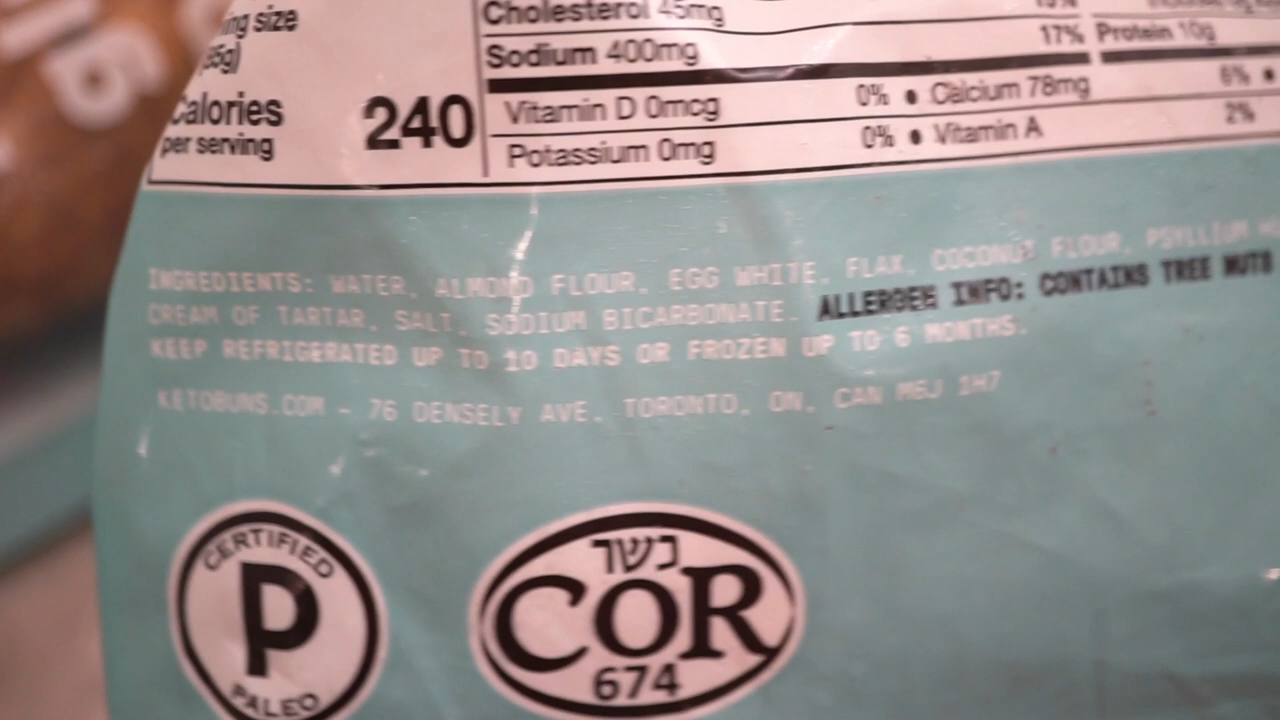 Cholesterol 45mg
size
Sodium 400mg 17% Protein 10g
Calories
per serving 240
Vitamin D 0mcg 0% • Calcium 78mg 6% •
Potassium 0mg 0% • Vitamin A 2%
INGREDIENTS: WATER, ALMOND FLOUR, EGG WHITE, FLAX, COCONUT FLOUR, PSYLLIUM
CREAM OF TARTAR, SALT, SODIUM BICARBONATE. ALLERGEN INFO: CONTAINS TREE NUTS
KEEP REFRIGERATED UP TO 10 DAYS OR FROZEN UP TO 6 MONTHS.
KETOBUNS.COM - 76 DENSELY AVE. TORONTO, ON, CAN M6J 1H7
CERTIFIED
P
PALEO
כשר
COR
674